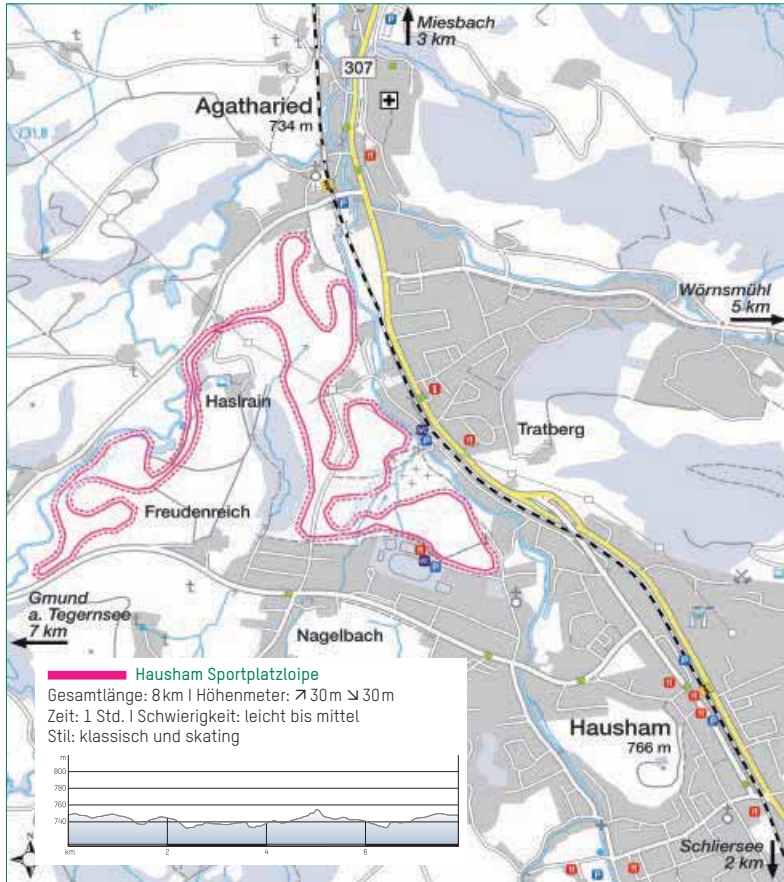 Miesbach
3 km
307
Agatharied
734 m
731,8
Wörnsmühl
5 km
Haslrain
Tratberg
Freudenreich
Gmund
a. Tegernsee
7 km
Nagelbach
Hausham
766 m
Schliersee
2 km
Hausham Sportplatzloipe
Gesamtlänge: 8 km | Höhenmeter: ↗ 30 m ↘ 30 m
Zeit: 1 Std. | Schwierigkeit: leicht bis mittel
Stil: klassisch und skating
m
800
780
760
740
km 2 4 6
N